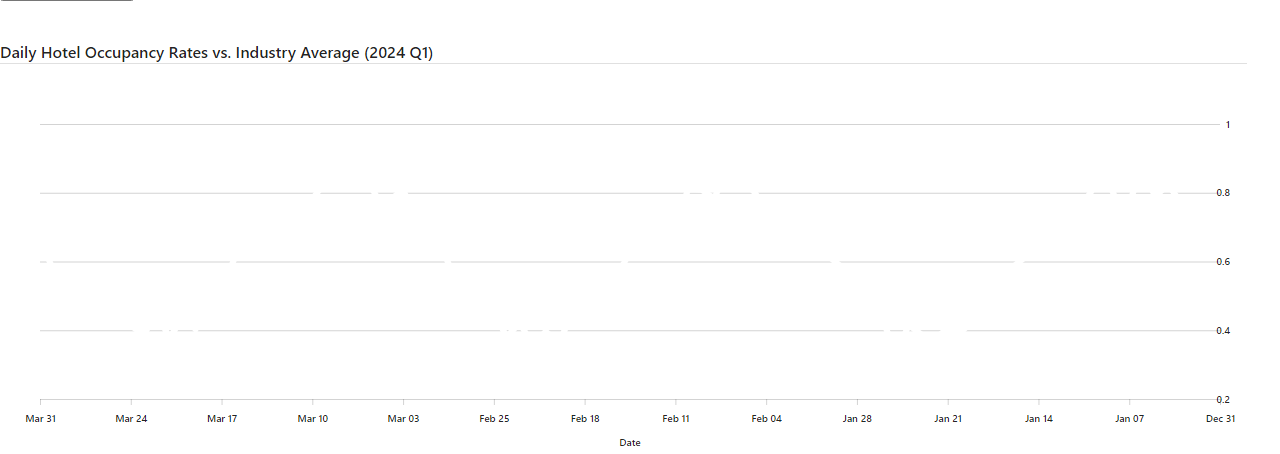 Daily Hotel Occupancy Rates vs. Industry Average (2024 Q1)
1
0.8
0.6
0.4
0.2
Mar 31 Mar 24 Mar 17 Mar 10 Mar 03 Feb 25 Feb 18 Feb 11 Feb 04 Jan 28 Jan 21 Jan 14 Jan 07 Dec 31
Date